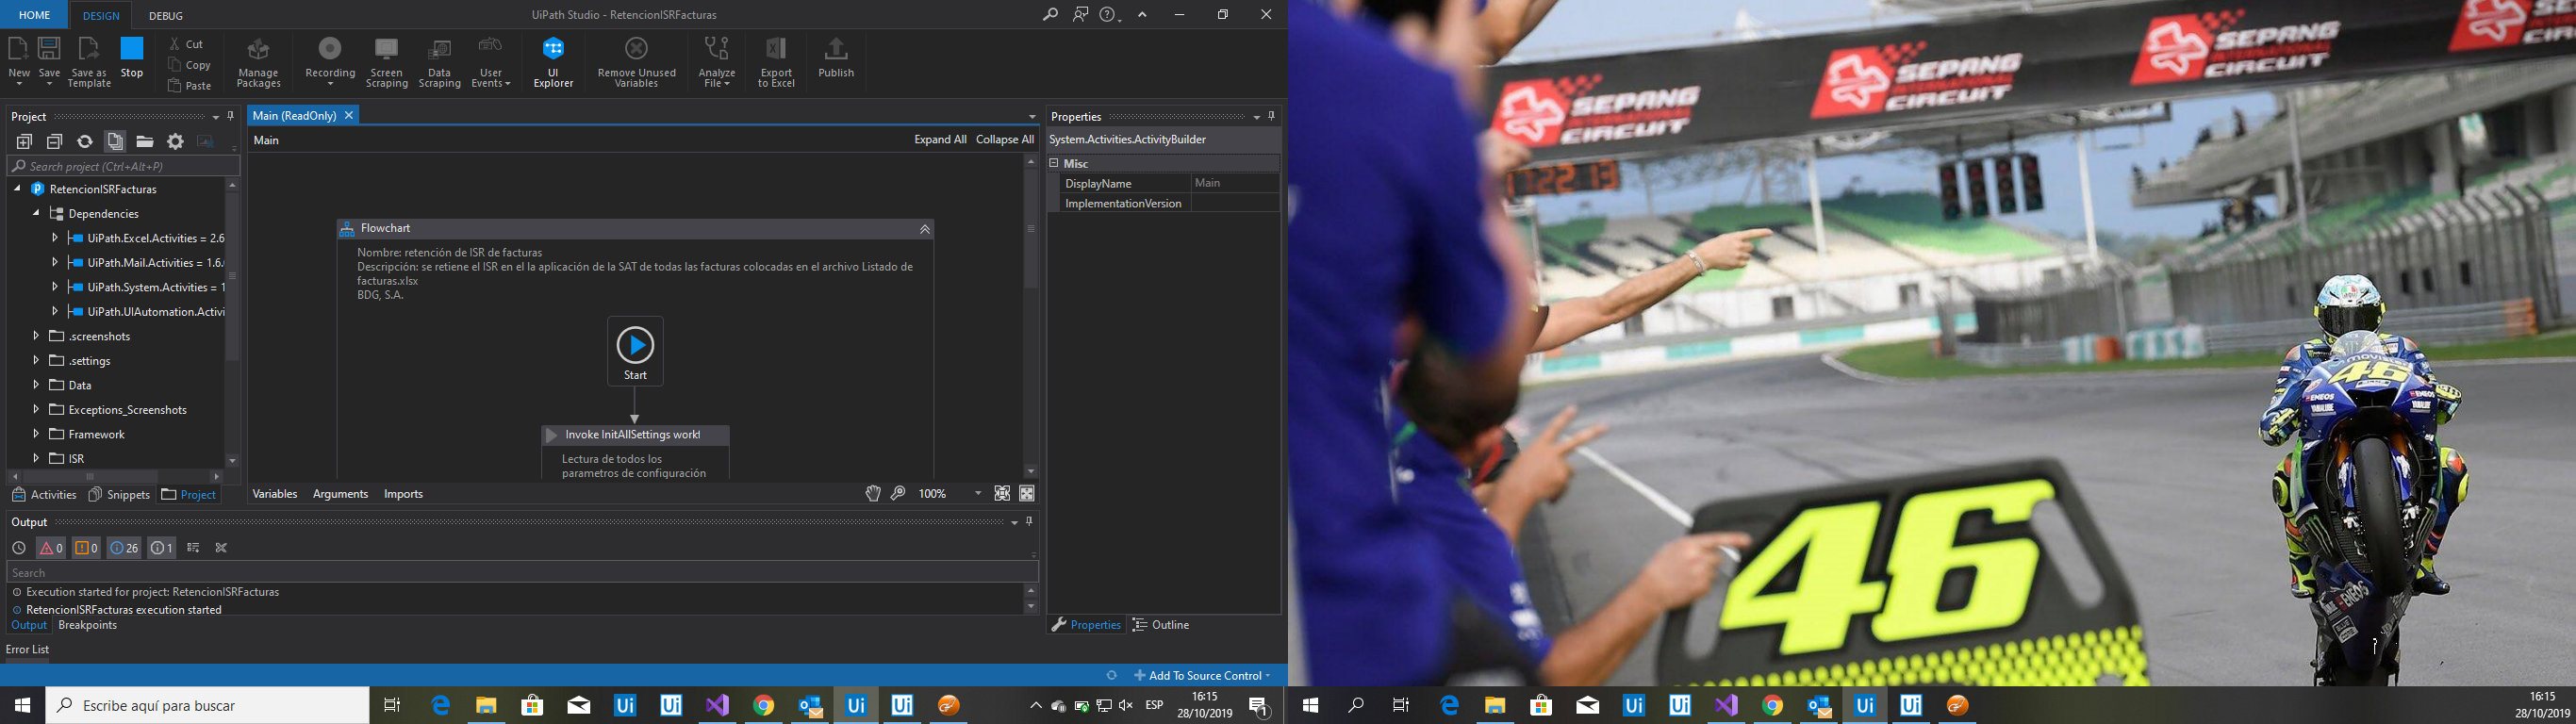 HOME DESIGN DEBUG UiPath Studio - RetencionISRFacturas
New Save Save as Template Stop Cut Copy Paste Manage Packages Recording Screen Scraping Data Scraping User Events UI Explorer Remove Unused Variables Analyze File Export to Excel Publish
Project
Search project (Ctrl+Alt+P)
RetencionISRFacturas
Dependencies
UiPath.Excel.Activities = 2.6
UiPath.Mail.Activities = 1.6.
UiPath.System.Activities = 1
UiPath.UIAutomation.Activi
.screenshots
.settings
Data
Exceptions_Screenshots
Framework
ISR
Activities Snippets Project
Main (ReadOnly)
Main Expand All Collapse All
Flowchart
Nombre: retención de ISR de facturas
Descripción: se retiene el ISR en el la aplicación de la SAT de todas las facturas colocadas en el archivo Listado de
facturas.xlsx
BDG, S.A.
Start
Invoke InitAllSettings workf
Lectura de todos los
parametros de configuración
Variables Arguments Imports 100%
Properties
System.Activities.ActivityBuilder
Misc
DisplayName Main
ImplementationVersion
Properties Outline
Output
0 0 26 1
Search
Execution started for project: RetencionISRFacturas
RetencionISRFacturas execution started
Output Breakpoints
Error List
Add To Source Control
Escribe aquí para buscar
ESP
16:15
28/10/2019
1
SEPANG
INTERNATIONAL
CIRCUIT
SEPANG
INTERNATIONAL
CIRCUIT
SEPANG
INTERNATIONAL
CIRCUIT
46
movistar
46
ENEOS
YAMALUBE
ENEOS
46
16:15
28/10/2019